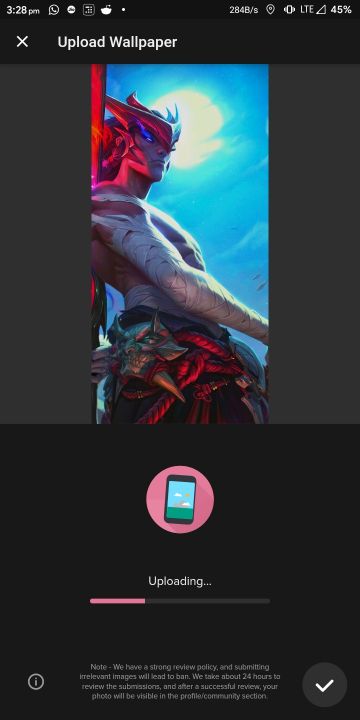 3:28 pm 284B/s LTE 45%
Upload Wallpaper
Uploading...
Note - We have a strong review policy, and submitting
irrelevant images will lead to ban. We take about 24 hours to
review the submissions, and after a successful review, your
photo will be visible in the profile/community section.